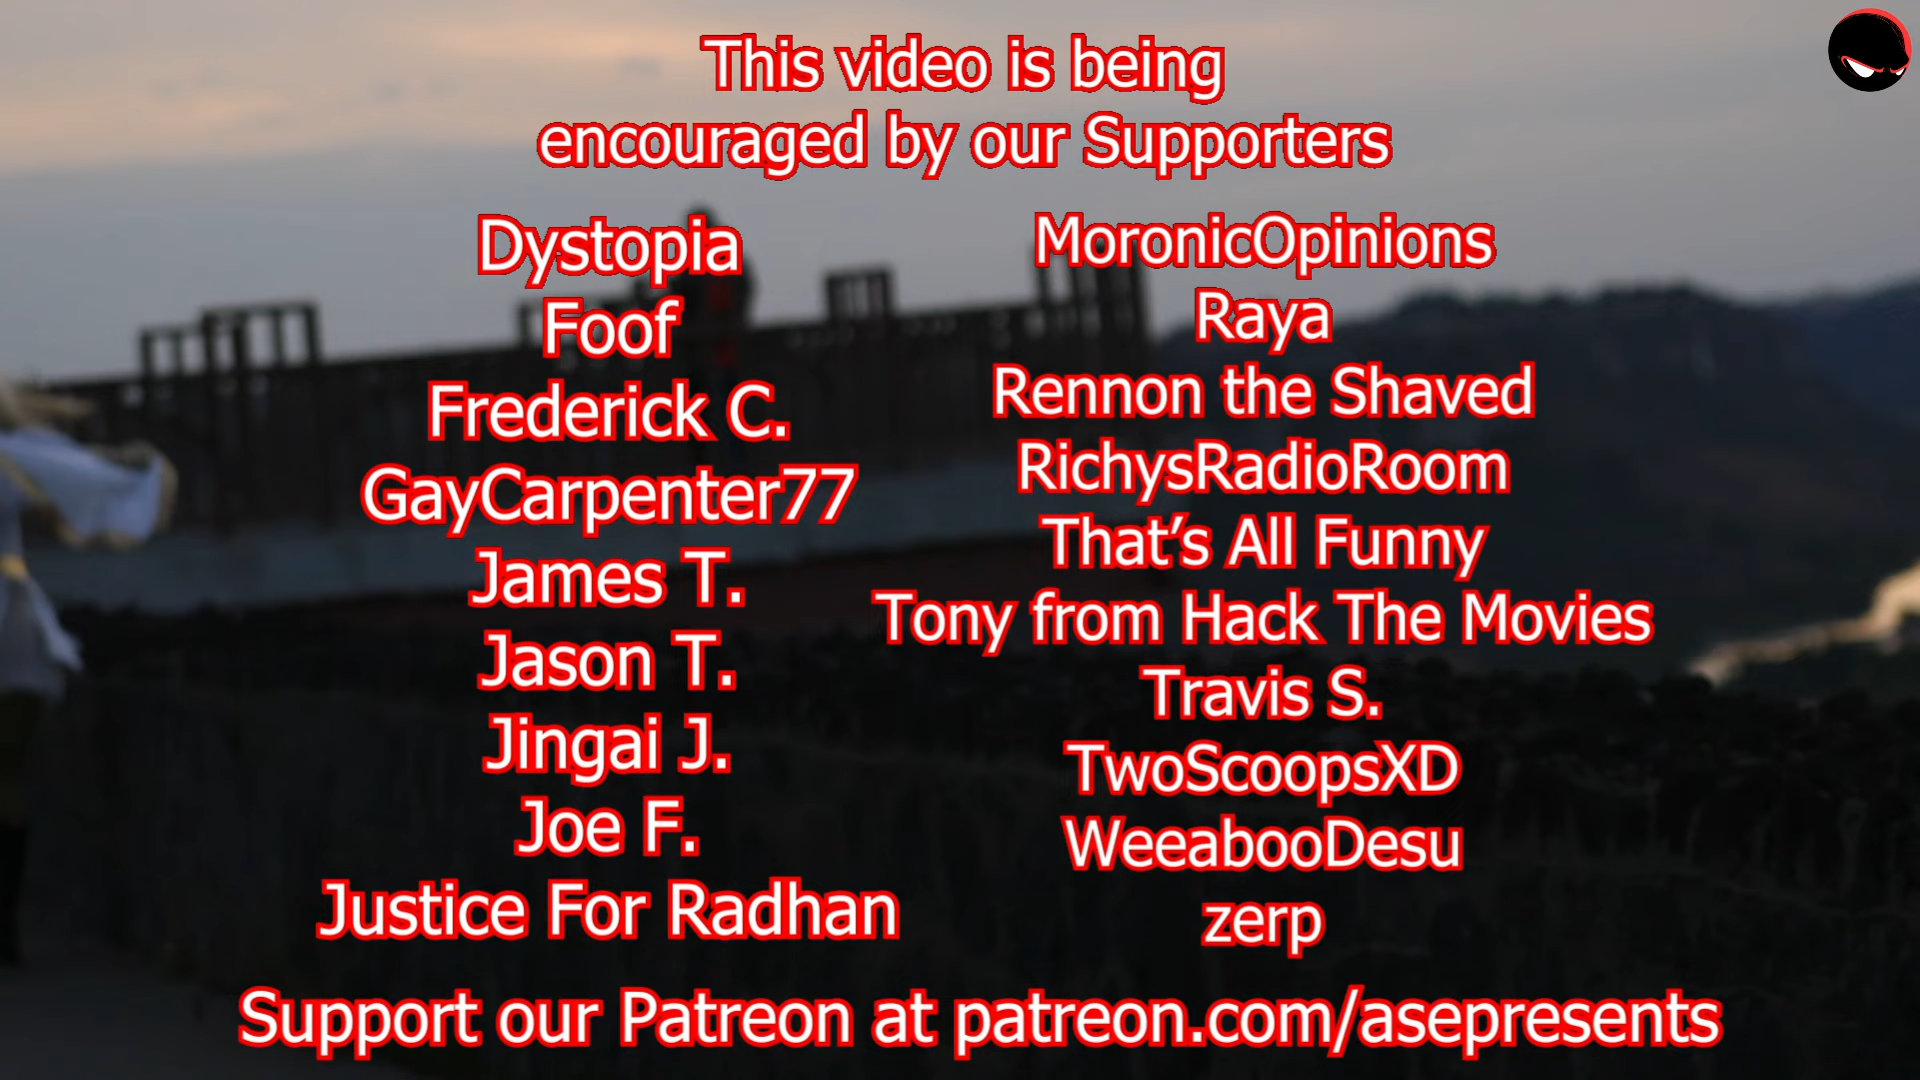 This video is being
encouraged by our Supporters
Dystopia
Foof
Frederick C.
GayCarpenter77
James T.
Jason T.
Jingai J.
Joe F.
Justice For Radhan
MoronicOpinions
Raya
Rennon the Shaved
RichysRadioRoom
That’s All Funny
Tony from Hack The Movies
Travis S.
TwoScoopsXD
WeeabooDesu
zerp
Support our Patreon at patreon.com/asepresents